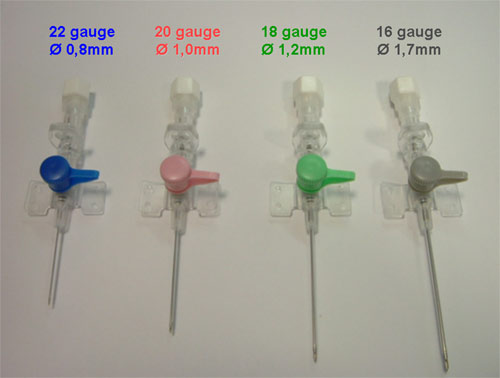 22 gauge
Ø 0,8mm
20 gauge
Ø 1,0mm
18 gauge
Ø 1,2mm
16 gauge
Ø 1,7mm